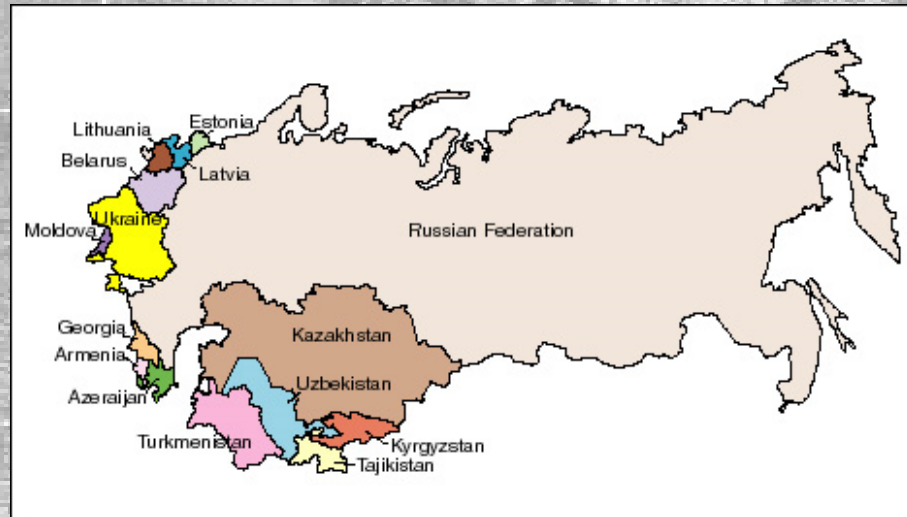 Estonia
Lithuania
Belarus
Latvia
Ukraine
Moldova
Russian Federation
Georgia
Kazakhstan
Armenia
Uzbekistan
Azeraijan
Turkmenistan
Kyrgyzstan
Tajikistan